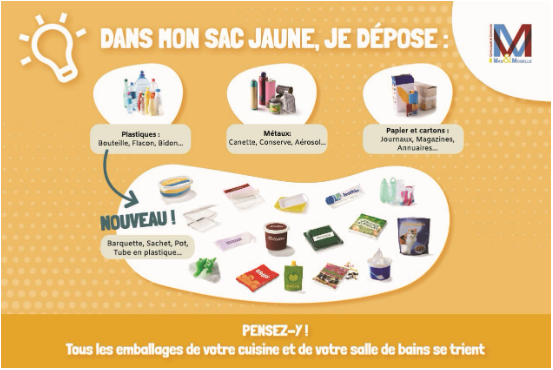 DANS MON SAC JAUNE, JE DÉPOSE :
MAD&MOSELLE
Plastiques :
Bouteille, Flacon, Bidon...
Métaux:
Canette, Conserve, Aérosol...
Papier et cartons :
Journaux, Magazines,
Annuaires...
NOUVEAU !
Barquette, Sachet, Pot,
Tube en plastique...
PENSEZ-Y !
Tous les emballages de votre cuisine et de votre salle de bains se trient